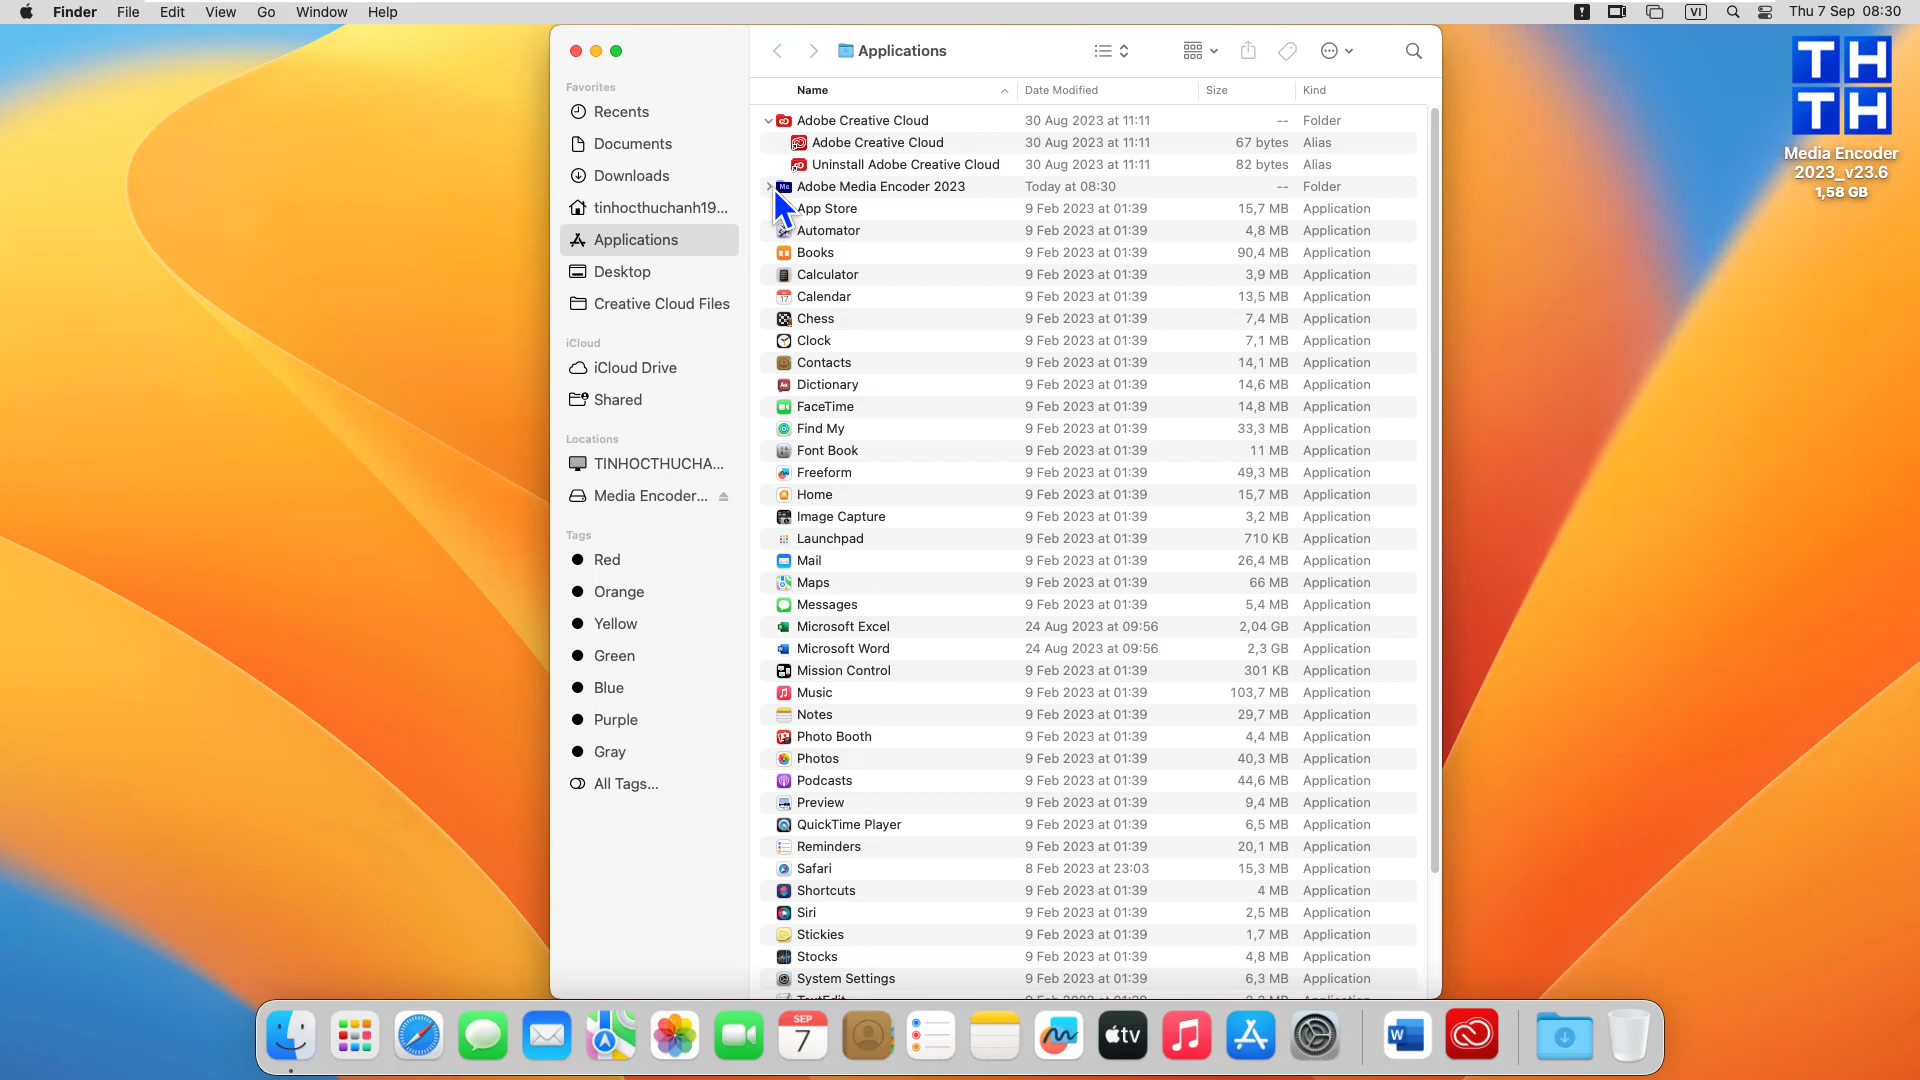 Finder File Edit View Go Window Help
VI Thu 7 Sep 08:30
Favorites
Recents
Documents
Downloads
tinhocthuchanh19...
Applications
Desktop
Creative Cloud Files
iCloud
iCloud Drive
Shared
Locations
TINHOCTHUCHA...
Media Encoder...
Tags
Red
Orange
Yellow
Green
Blue
Purple
Gray
All Tags...
Applications
Name Date Modified Size Kind
Adobe Creative Cloud 30 Aug 2023 at 11:11 -- Folder
Adobe Creative Cloud 30 Aug 2023 at 11:11 67 bytes Alias
Uninstall Adobe Creative Cloud 30 Aug 2023 at 11:11 82 bytes Alias
Adobe Media Encoder 2023 Today at 08:30 -- Folder
App Store 9 Feb 2023 at 01:39 15,7 MB Application
Automator 9 Feb 2023 at 01:39 4,8 MB Application
Books 9 Feb 2023 at 01:39 90,4 MB Application
Calculator 9 Feb 2023 at 01:39 3,9 MB Application
Calendar 9 Feb 2023 at 01:39 13,5 MB Application
Chess 9 Feb 2023 at 01:39 7,4 MB Application
Clock 9 Feb 2023 at 01:39 7,1 MB Application
Contacts 9 Feb 2023 at 01:39 14,1 MB Application
Dictionary 9 Feb 2023 at 01:39 14,6 MB Application
FaceTime 9 Feb 2023 at 01:39 14,8 MB Application
Find My 9 Feb 2023 at 01:39 33,3 MB Application
Font Book 9 Feb 2023 at 01:39 11 MB Application
Freeform 9 Feb 2023 at 01:39 49,3 MB Application
Home 9 Feb 2023 at 01:39 15,7 MB Application
Image Capture 9 Feb 2023 at 01:39 3,2 MB Application
Launchpad 9 Feb 2023 at 01:39 710 KB Application
Mail 9 Feb 2023 at 01:39 26,4 MB Application
Maps 9 Feb 2023 at 01:39 66 MB Application
Messages 9 Feb 2023 at 01:39 5,4 MB Application
Microsoft Excel 24 Aug 2023 at 09:56 2,04 GB Application
Microsoft Word 24 Aug 2023 at 09:56 2,3 GB Application
Mission Control 9 Feb 2023 at 01:39 301 KB Application
Music 9 Feb 2023 at 01:39 103,7 MB Application
Notes 9 Feb 2023 at 01:39 29,7 MB Application
Photo Booth 9 Feb 2023 at 01:39 4,4 MB Application
Photos 9 Feb 2023 at 01:39 40,3 MB Application
Podcasts 9 Feb 2023 at 01:39 44,6 MB Application
Preview 9 Feb 2023 at 01:39 9,4 MB Application
QuickTime Player 9 Feb 2023 at 01:39 6,5 MB Application
Reminders 9 Feb 2023 at 01:39 20,1 MB Application
Safari 8 Feb 2023 at 23:03 15,3 MB Application
Shortcuts 9 Feb 2023 at 01:39 4 MB Application
Siri 9 Feb 2023 at 01:39 2,5 MB Application
Stickies 9 Feb 2023 at 01:39 1,7 MB Application
Stocks 9 Feb 2023 at 01:39 4,8 MB Application
System Settings 9 Feb 2023 at 01:39 6,3 MB Application
TH
TH
Media Encoder
2023_v23.6
1,58 GB
SEP
7
tv
W